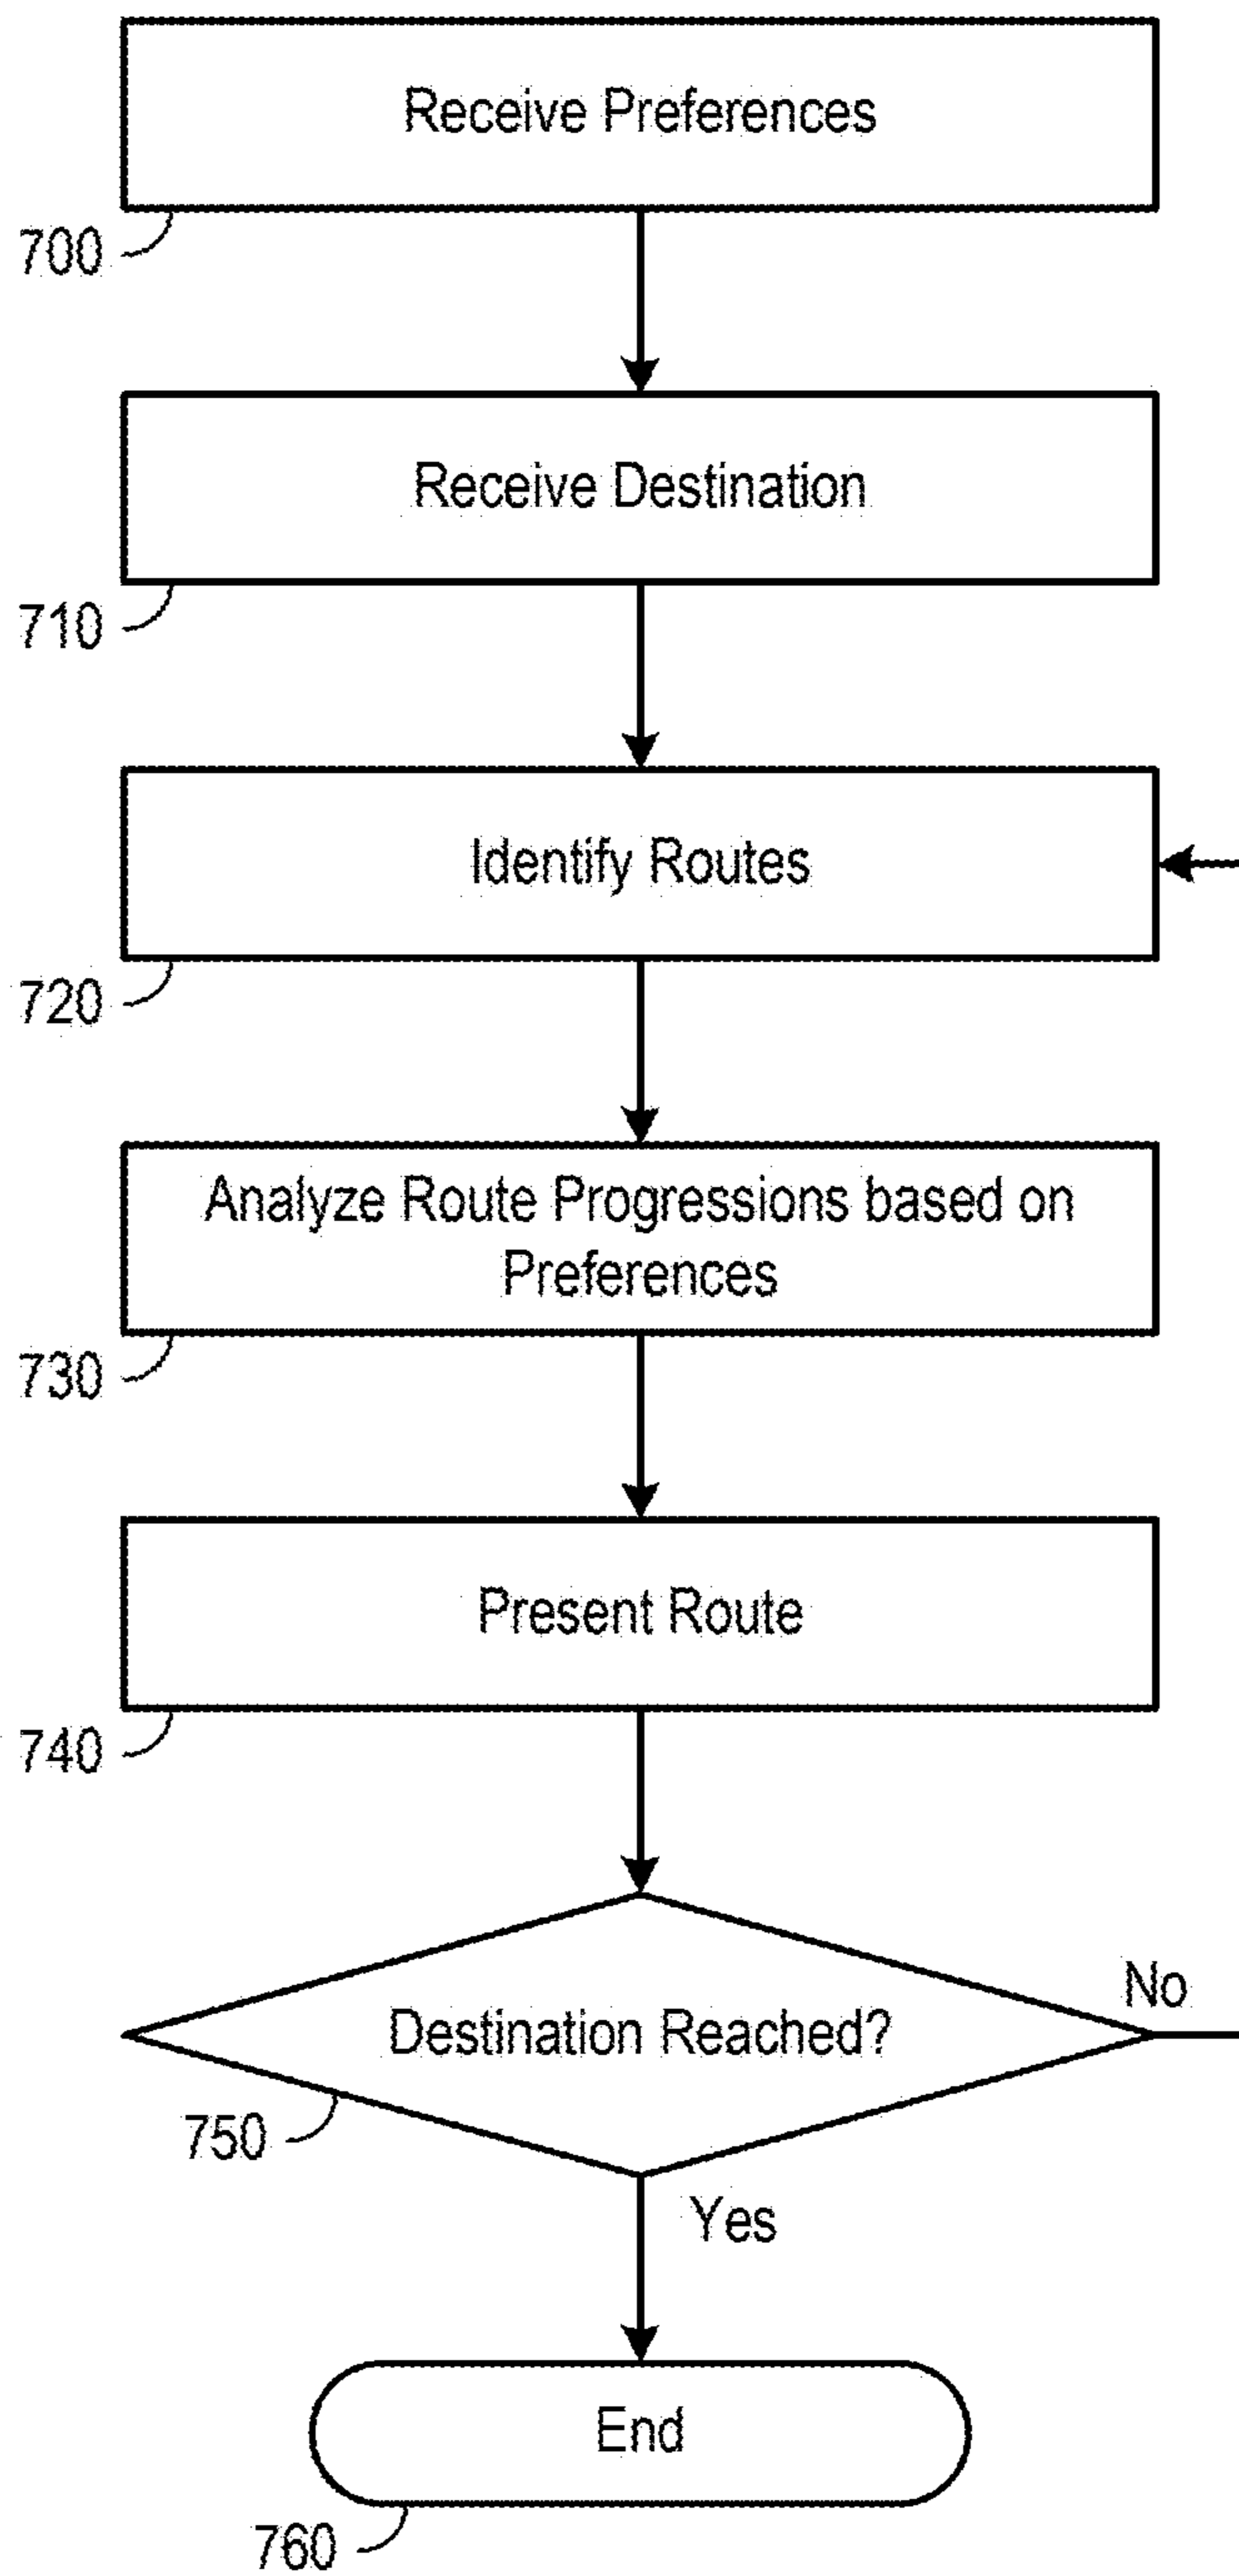 Receive Preferences
700
Receive Destination
710
Identify Routes
720
Analyze Route Progressions based on
Preferences
730
Present Route
740
Destination Reached?
No
750
Yes
End
760